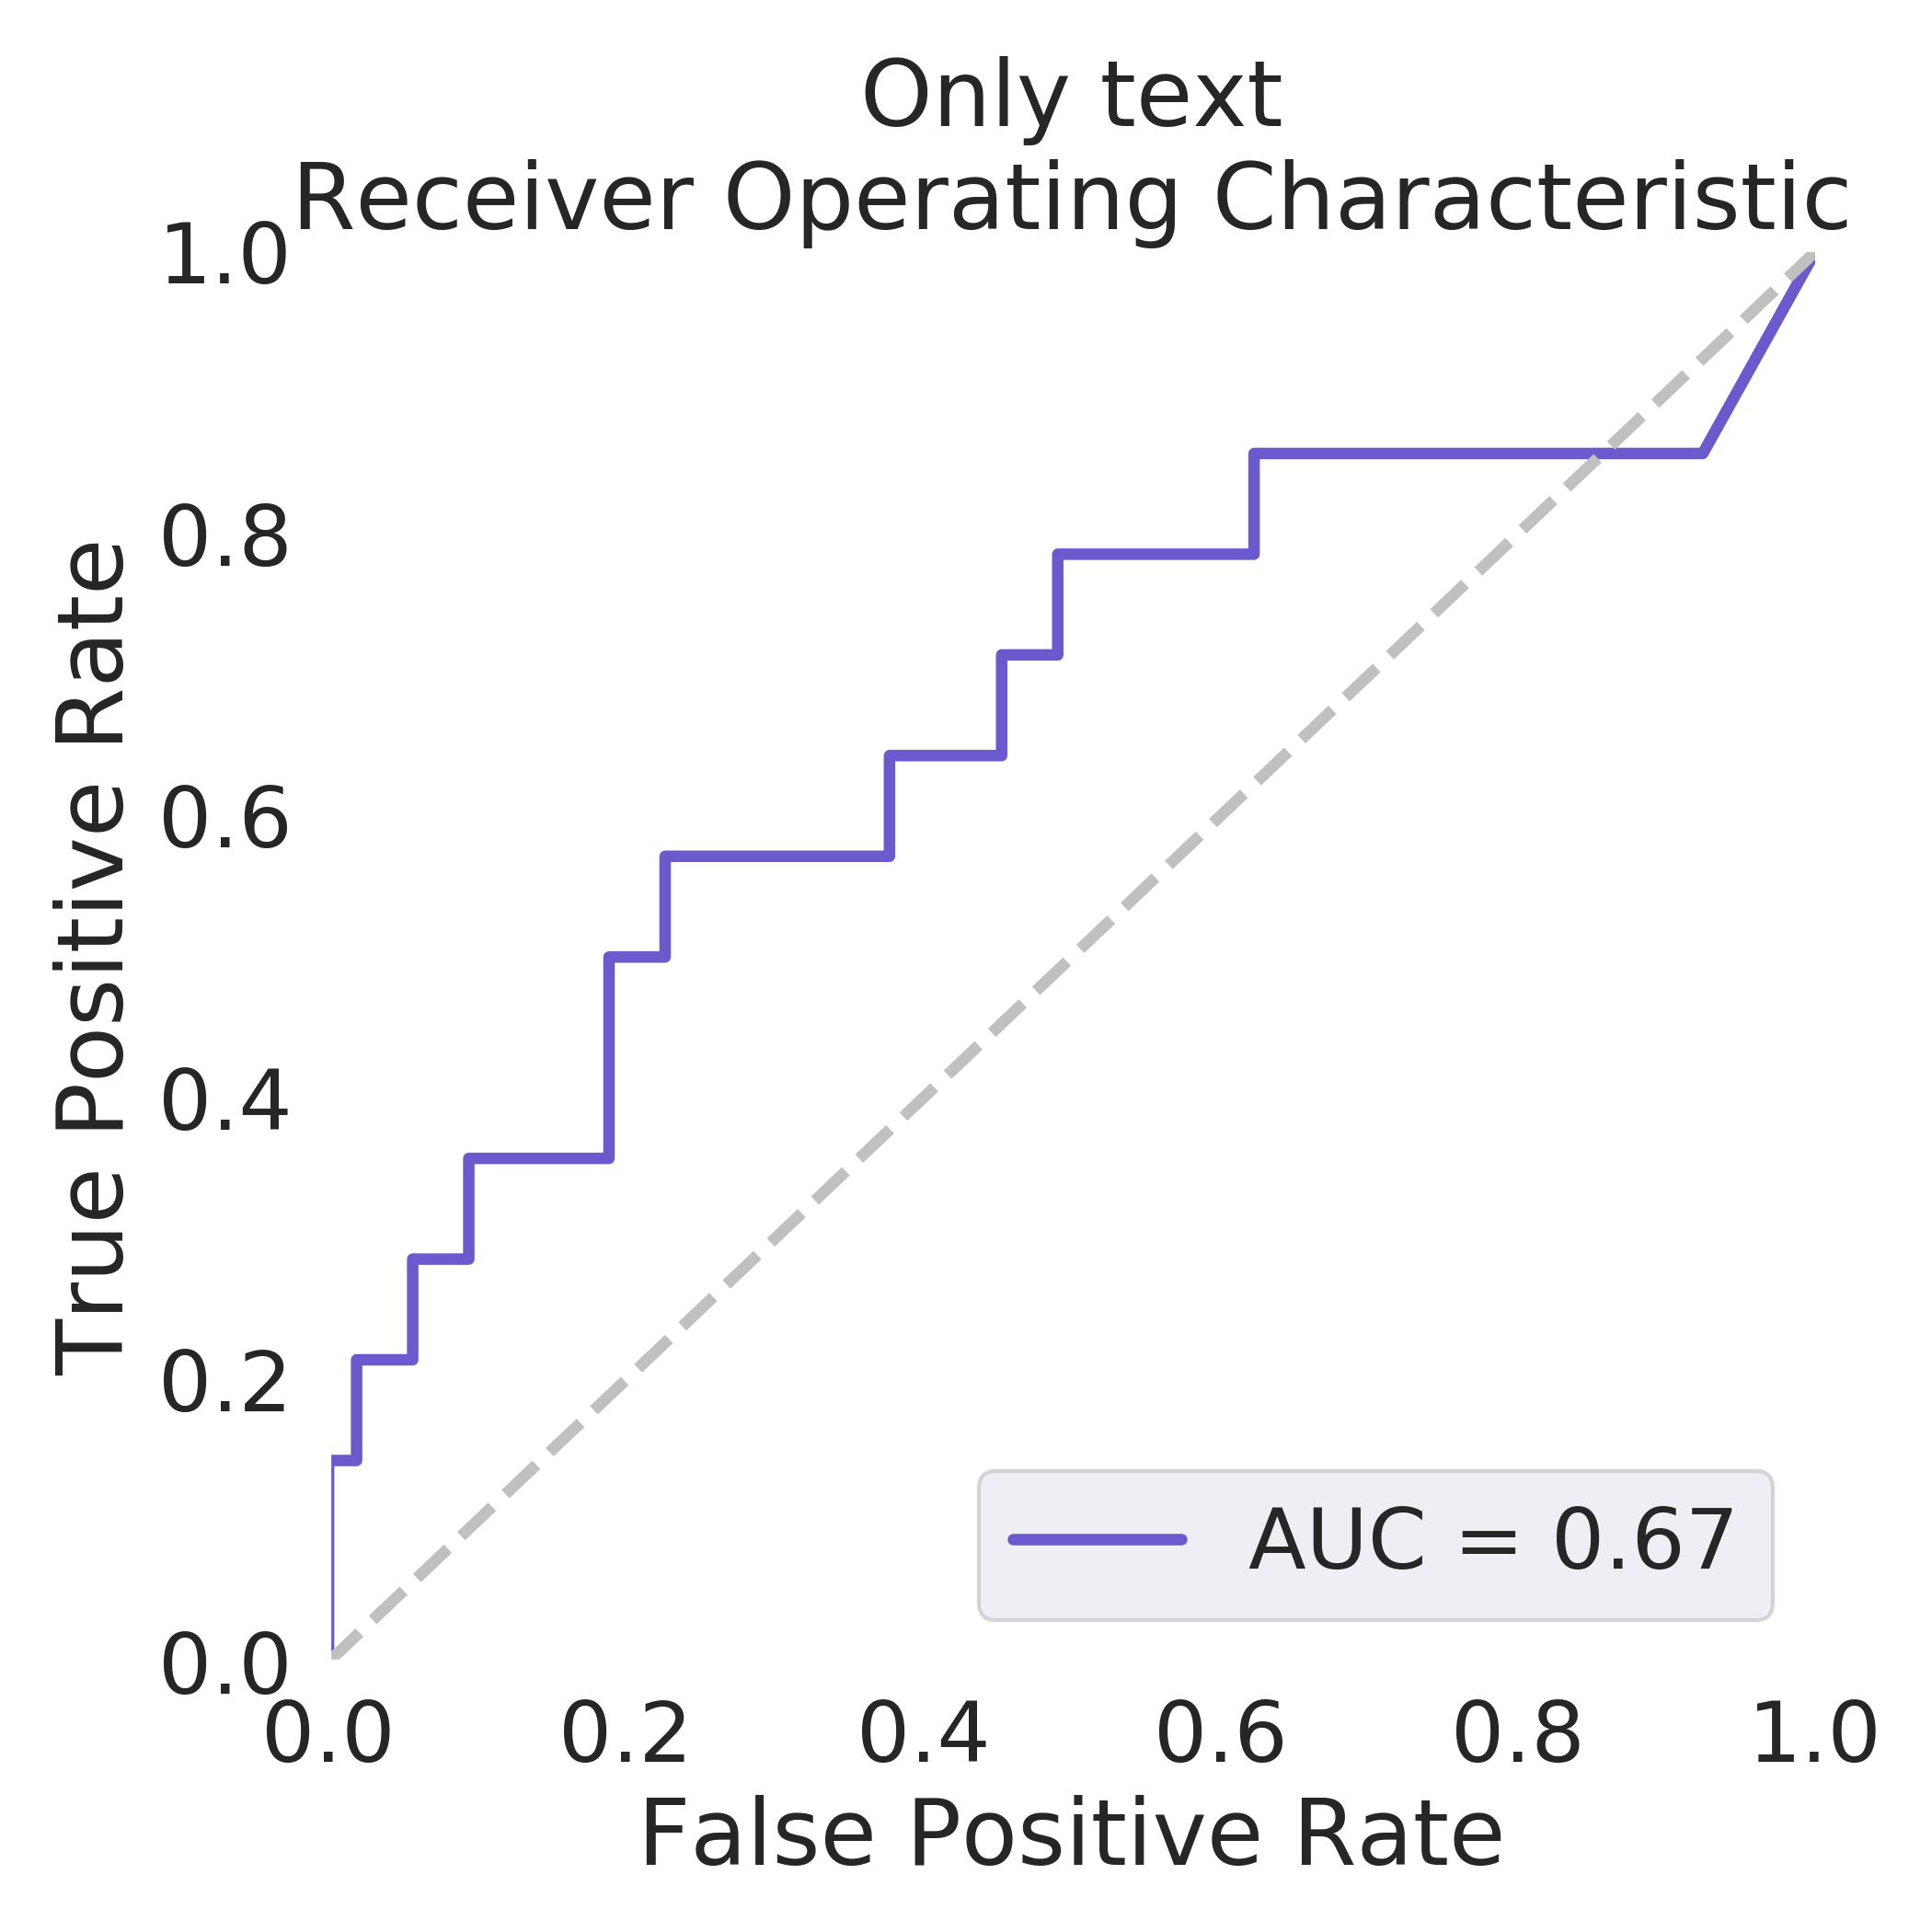 Only text
Receiver Operating Characteristic
1.0
0.8
0.6
0.4
0.2
0.0
True Positive Rate
AUC = 0.67
0.0 0.2 0.4 0.6 0.8 1.0
False Positive Rate